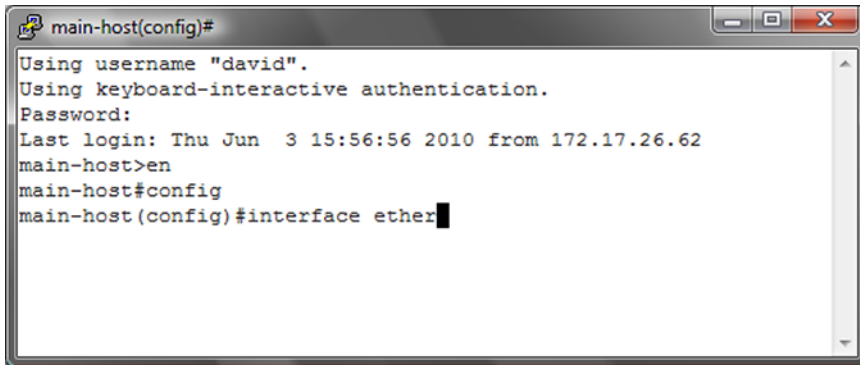 main-host(config)#
Using username "david".
Using keyboard-interactive authentication.
Password:
Last login: Thu Jun  3 15:56:56 2010 from 172.17.26.62
main-host>en
main-host#config
main-host(config)#interface ether